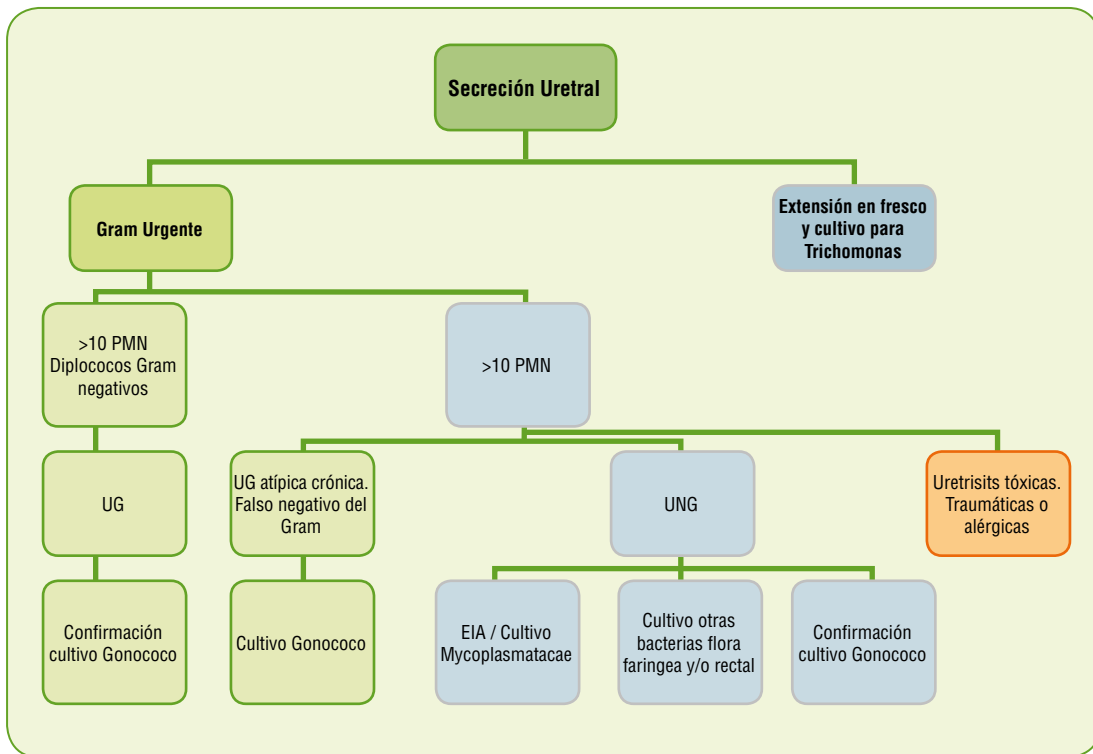 Secreción Uretral
Gram Urgente
Extensión en fresco
y cultivo para
Trichomonas
>10 PMN
Diplococos Gram
negativos
>10 PMN
UG
UG atípica crónica.
Falso negativo del
Gram
UNG
Uretrisits tóxicas.
Traumáticas o
alérgicas
Confirmación
cultivo Gonococo
Cultivo Gonococo
EIA / Cultivo
Mycoplasmatacae
Cultivo otras
bacterias flora
faringea y/o rectal
Confirmación
cultivo Gonococo